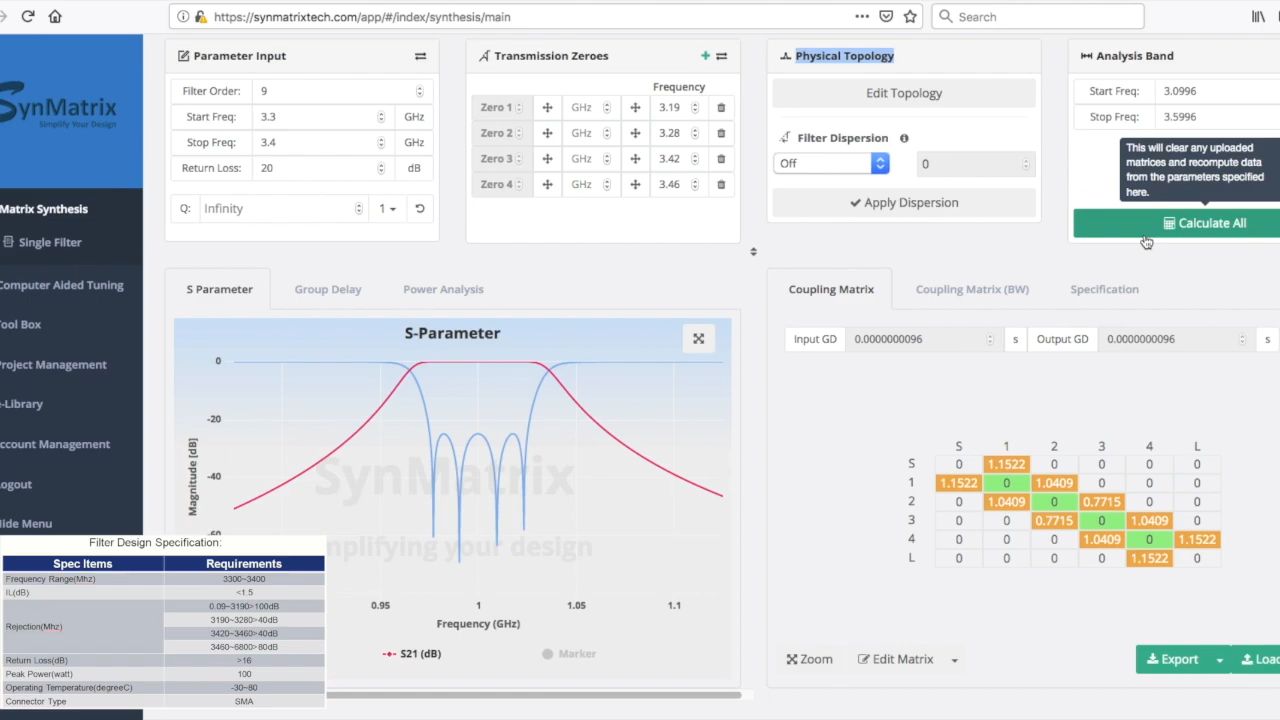 https://synmatrixtech.com/app/#/index/synthesis/main
Search
SynMatrix
Simplify Your Design
Matrix Synthesis
Single Filter
Computer Aided Tuning
Tool Box
Project Management
e-Library
Account Management
Logout
Hide Menu
Parameter Input
Filter Order: 9
Start Freq: 3.3 GHz
Stop Freq: 3.4 GHz
Return Loss: 20 dB
Q: Infinity 1
Transmission Zeroes
Frequency
Zero 1 GHz 3.19
Zero 2 GHz 3.28
Zero 3 GHz 3.42
Zero 4 GHz 3.46
Physical Topology
Edit Topology
Filter Dispersion
Off 0
Apply Dispersion
Analysis Band
Start Freq: 3.0996
Stop Freq: 3.5996
This will clear any uploaded
matrices and recompute data
from the parameters specified
here.
Calculate All
S Parameter Group Delay Power Analysis
S-Parameter
SynMatrix
mplifying your design
Magnitude [dB]
0
-20
-40
-60
0.95 1 1.05 1.1
Frequency (GHz)
S21 (dB) Marker
Coupling Matrix Coupling Matrix (BW) Specification
Input GD 0.0000000096 s Output GD 0.0000000096 s
S 1 2 3 4 L
S 0 1.1522 0 0 0 0
1 1.1522 0 1.0409 0 0 0
2 0 1.0409 0 0.7715 0 0
3 0 0 0.7715 0 1.0409 0
4 0 0 0 1.0409 0 1.1522
L 0 0 0 0 1.1522 0
Zoom Edit Matrix Export Loa
Filter Design Specification:
Spec Items Requirements
Frequency Range(Mhz) 3300~3400
IL(dB) <1.5
Rejection(Mhz) 0.09~3190>100dB
3190~3280>40dB
3420~3460>40dB
3460~6800>80dB
Return Loss(dB) >16
Peak Power(watt) 100
Operating Temperature(degreeC) -30~80
Connector Type SMA